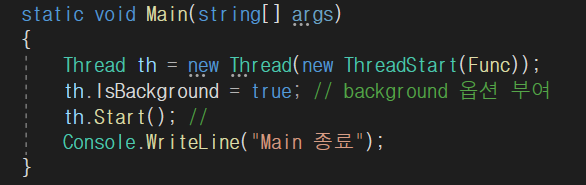 static void Main(string[] args)
{
Thread th = new Thread(new ThreadStart(Func));
th.IsBackground = true; // background 옵션 부여
th.Start(); //
Console.WriteLine("Main 종료");
}